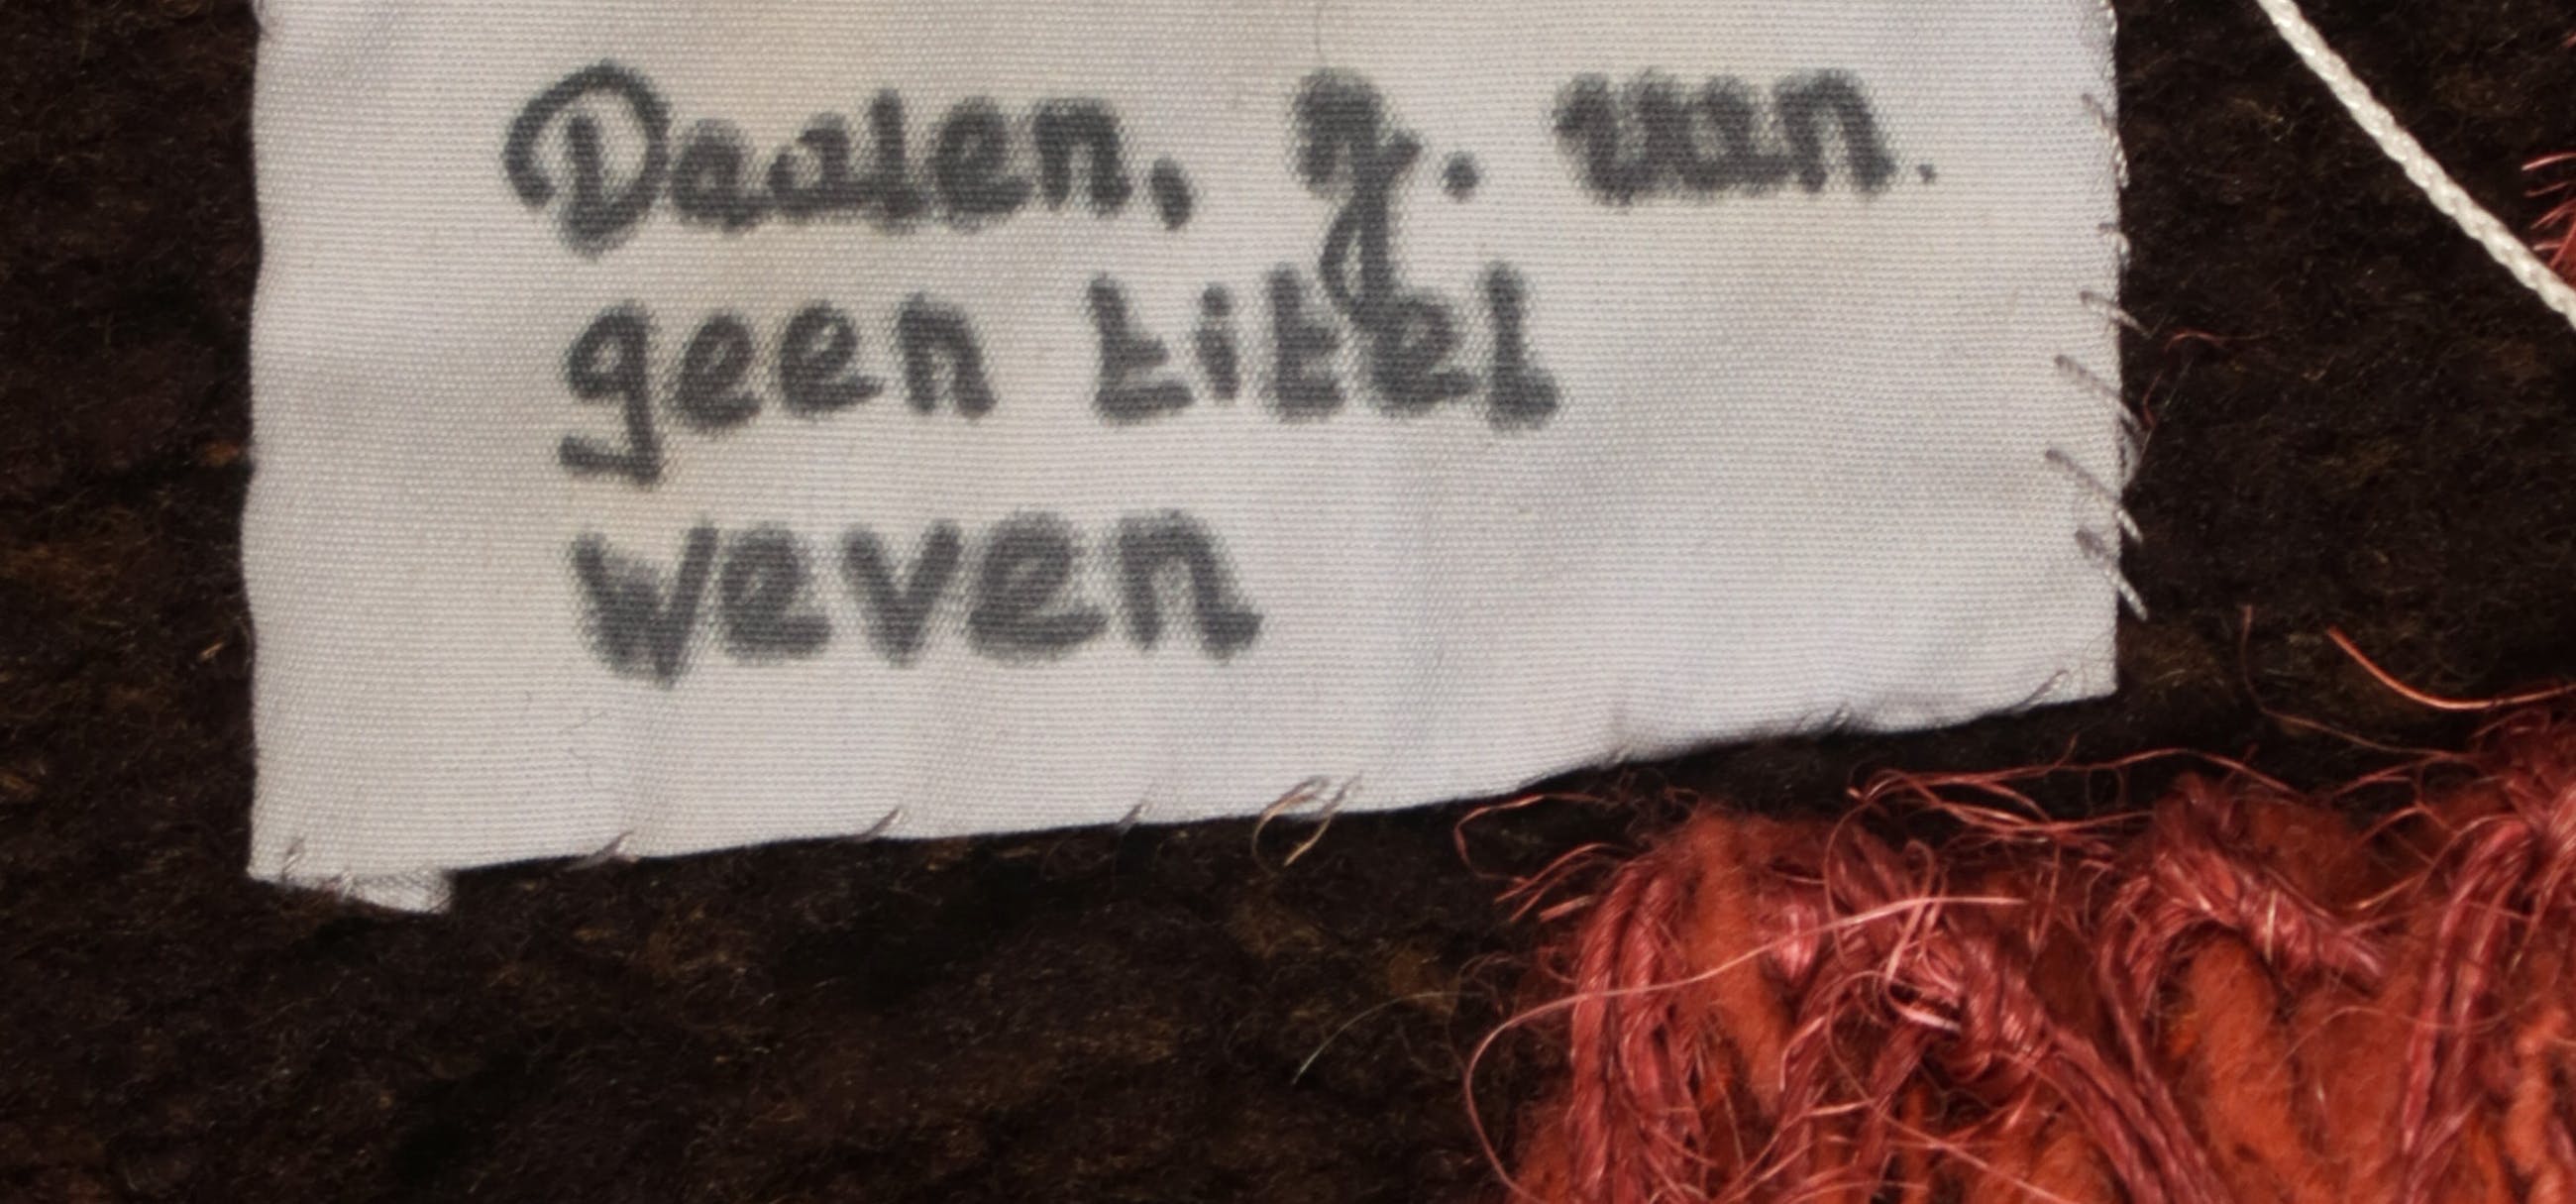 Daalen, y. van.
geen titel
weven